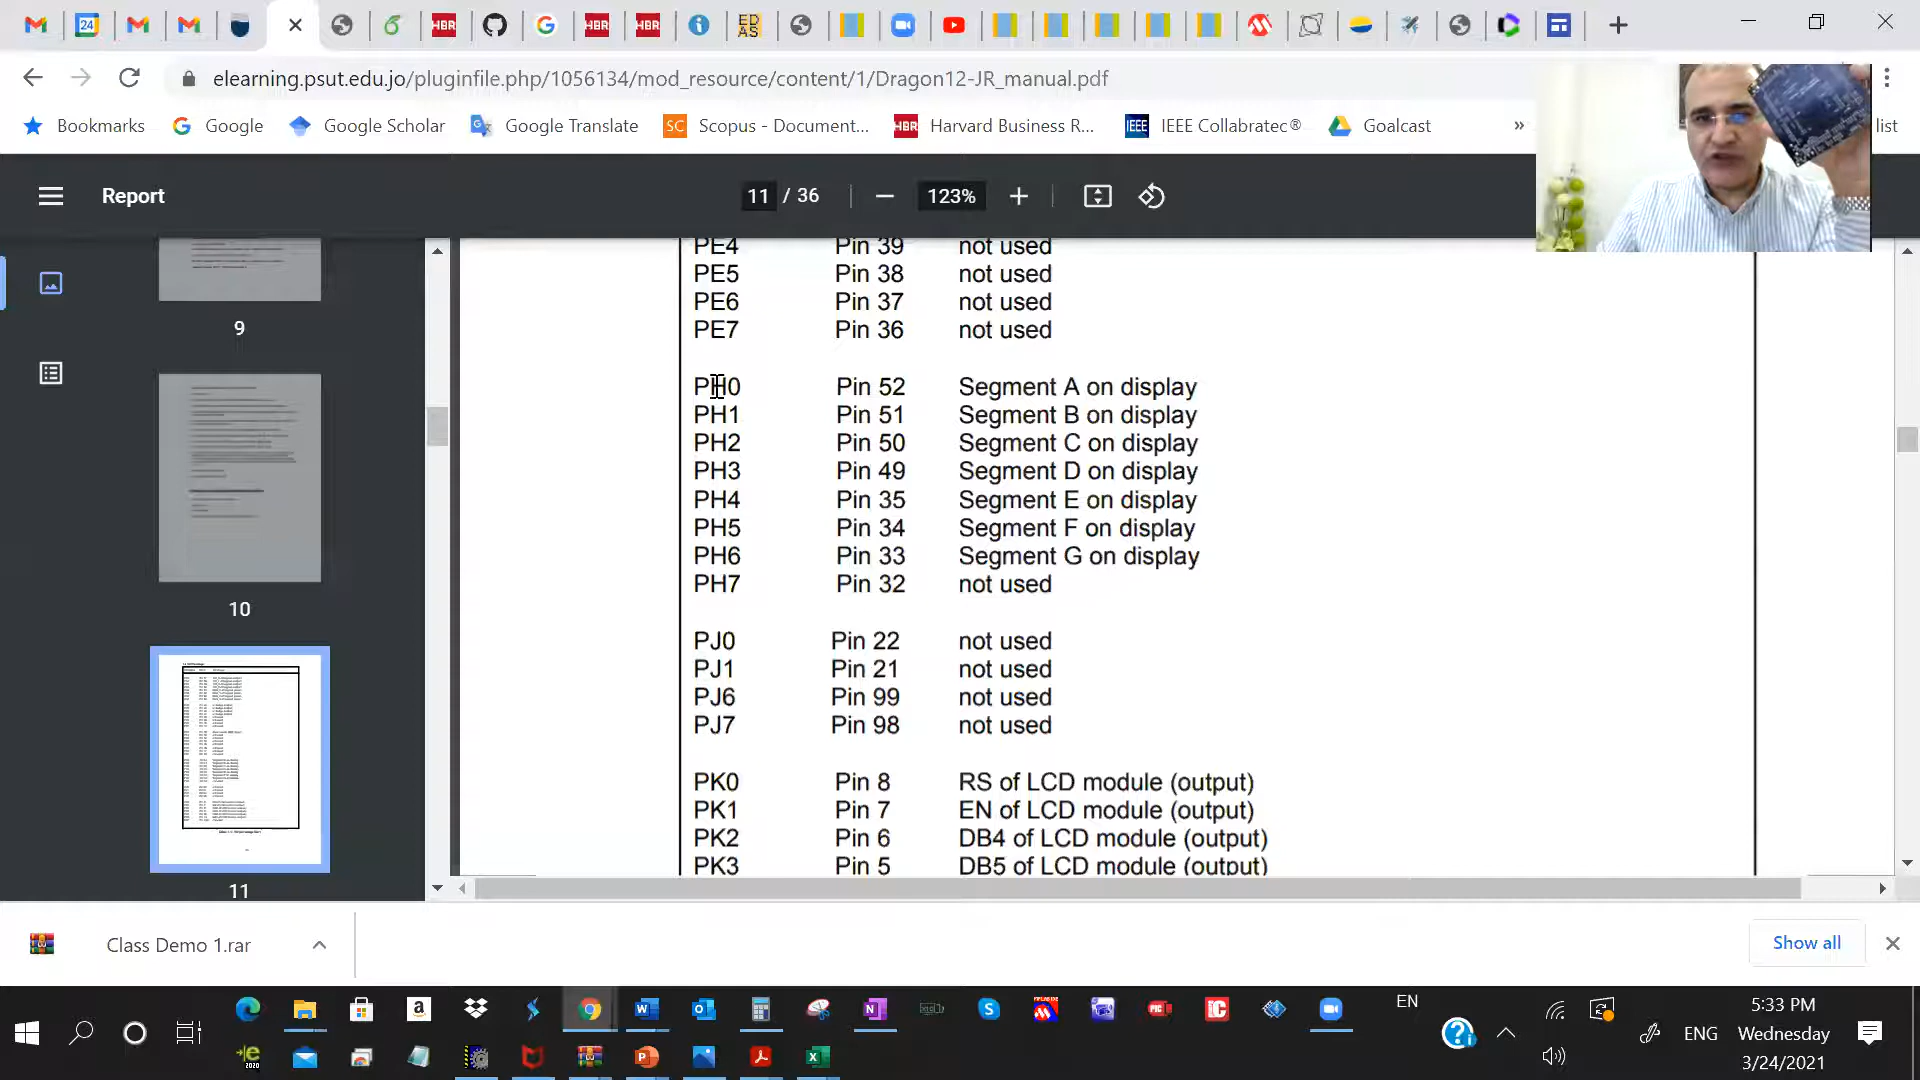 elearning.psut.edu.jo/pluginfile.php/1056134/mod_resource/content/1/Dragon12-JR_manual.pdf
Bookmarks Google Google Scholar Google Translate SC Scopus - Document... HBR Harvard Business R... IEEE IEEE Collabratec® Goalcast » list
Report 11 / 36 123%
PE4 Pin 39 not used
PE5 Pin 38 not used
PE6 Pin 37 not used
PE7 Pin 36 not used
PH0 Pin 52 Segment A on display
PH1 Pin 51 Segment B on display
PH2 Pin 50 Segment C on display
PH3 Pin 49 Segment D on display
PH4 Pin 35 Segment E on display
PH5 Pin 34 Segment F on display
PH6 Pin 33 Segment G on display
PH7 Pin 32 not used
PJ0 Pin 22 not used
PJ1 Pin 21 not used
PJ6 Pin 99 not used
PJ7 Pin 98 not used
PK0 Pin 8 RS of LCD module (output)
PK1 Pin 7 EN of LCD module (output)
PK2 Pin 6 DB4 of LCD module (output)
PK3 Pin 5 DB5 of LCD module (output)
9
10
11
Class Demo 1.rar
Show all
EN
ENG
5:33 PM
Wednesday
3/24/2021